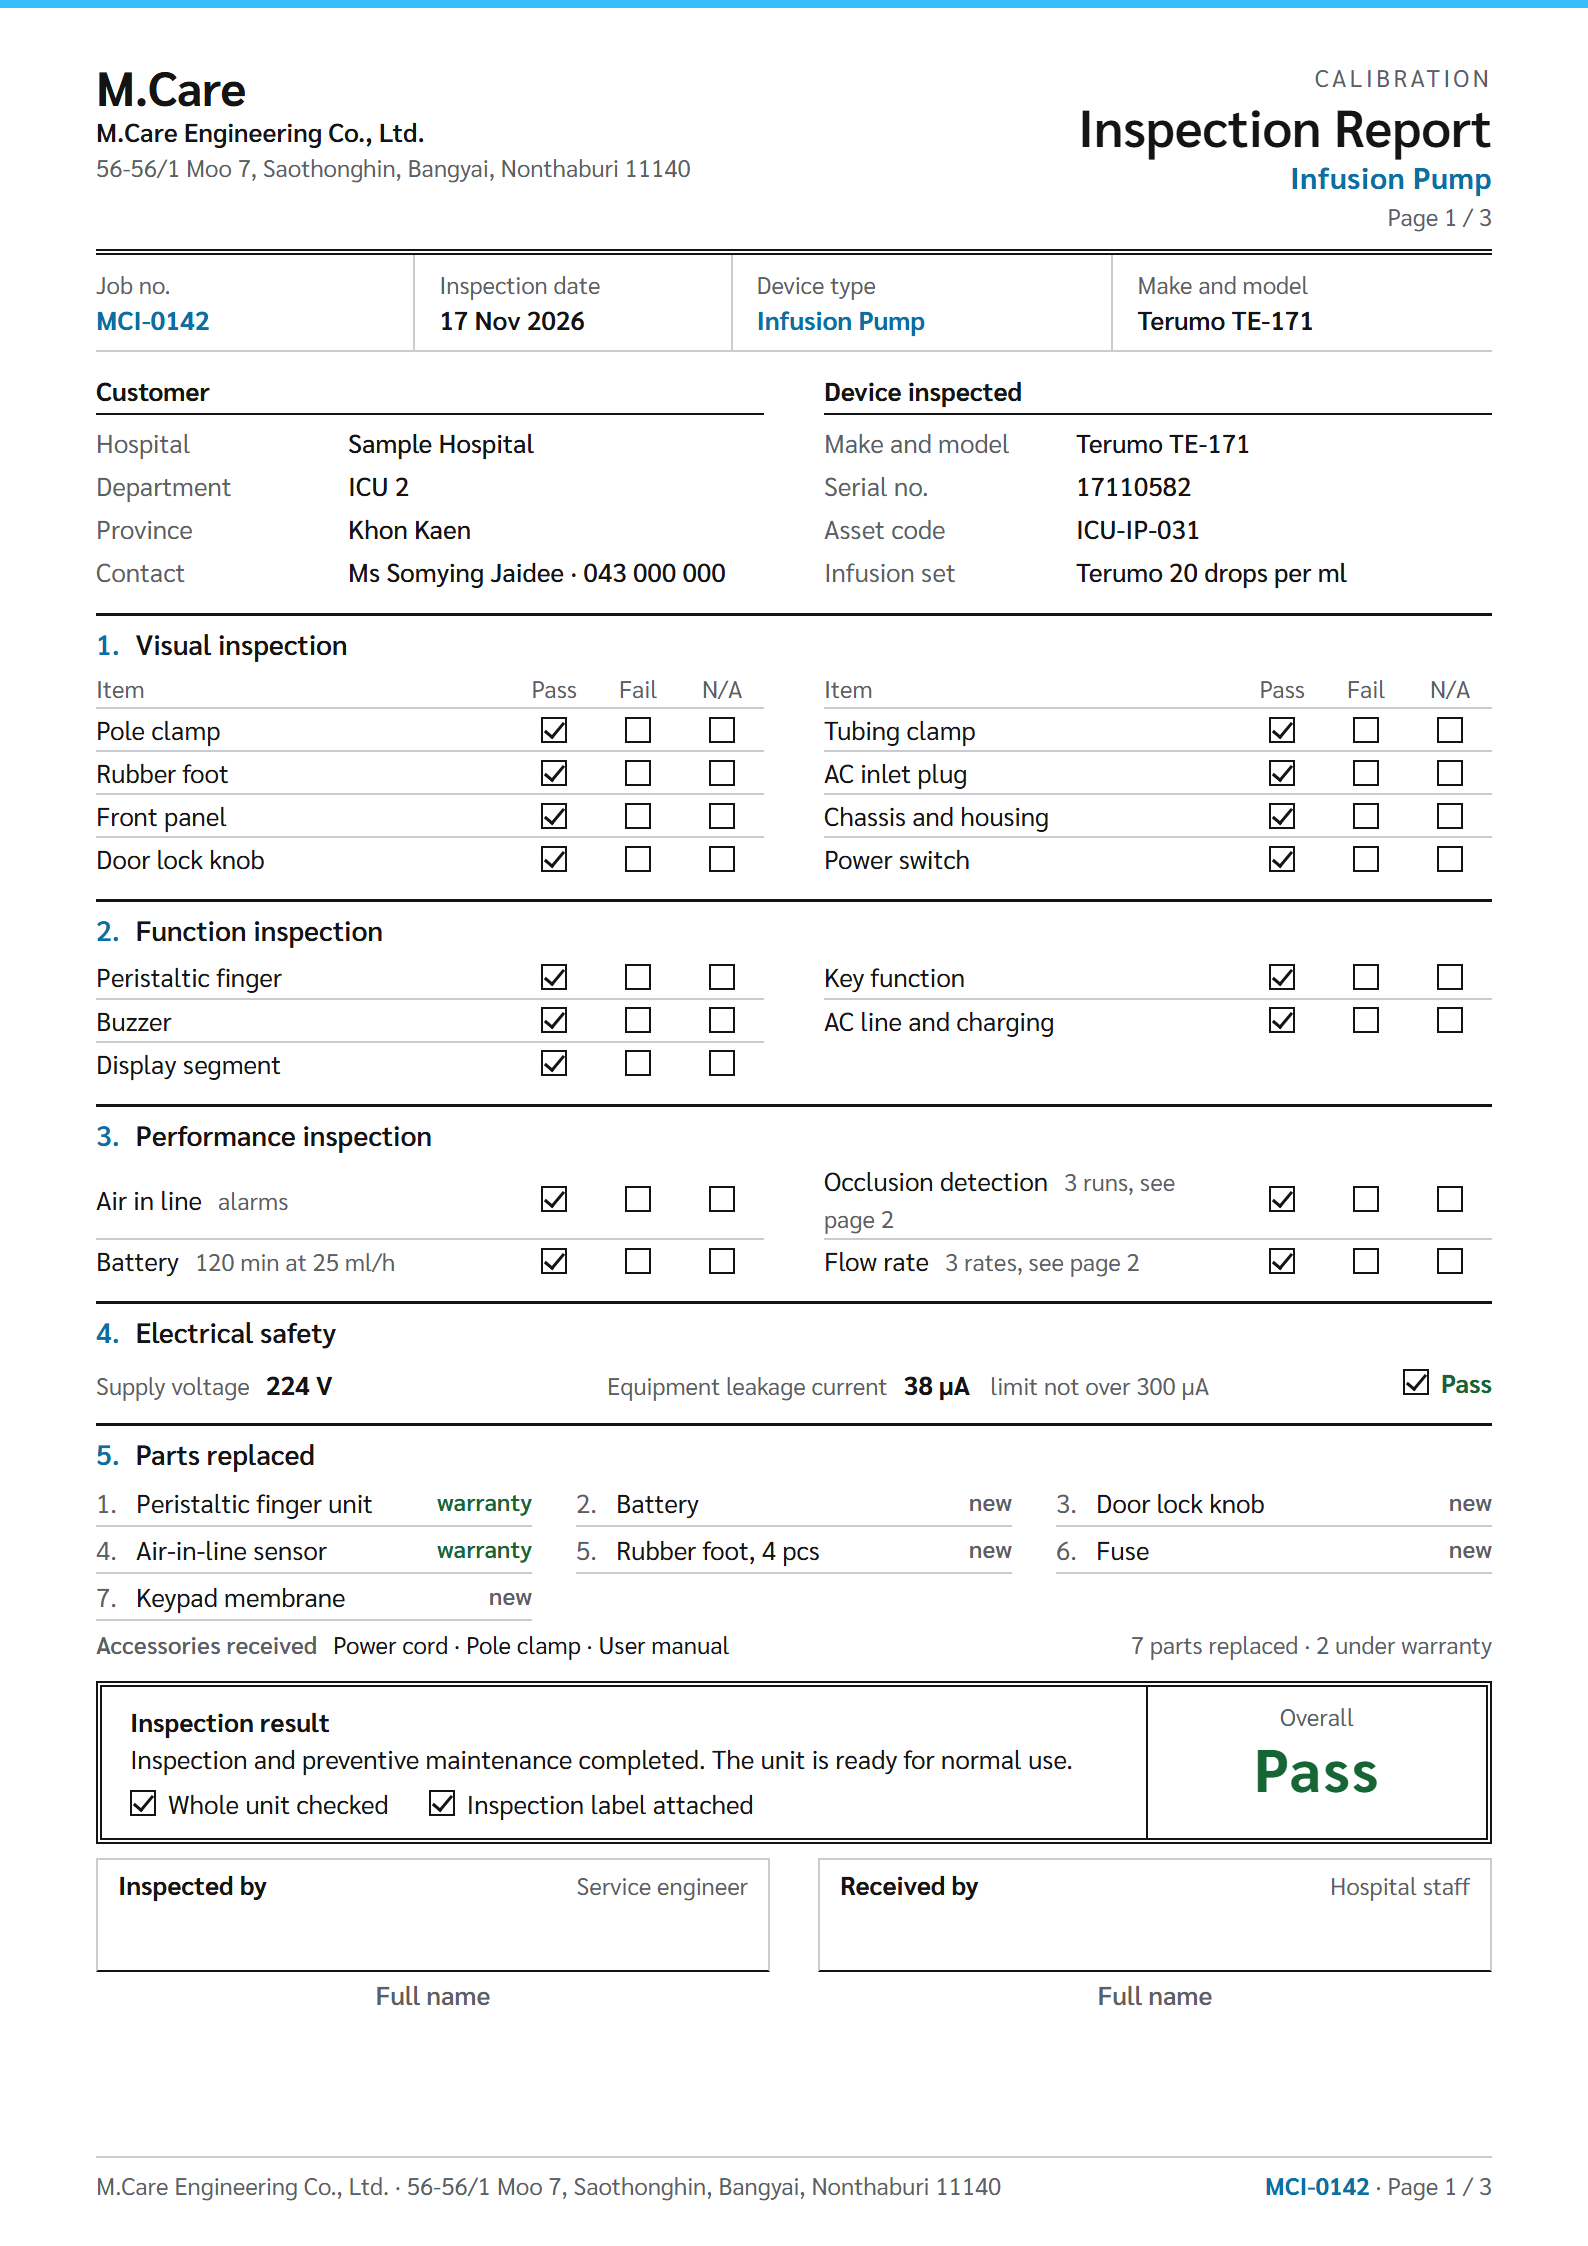 M.Care
M.Care Engineering Co., Ltd.
56-56/1 Moo 7, Saothonghin, Bangyai, Nonthaburi 11140
CALIBRATION
Inspection Report
Infusion Pump
Page 1 / 3
Job no.
MCI-0142
Inspection date
17 Nov 2026
Device type
Infusion Pump
Make and model
Terumo TE-171
Customer
Hospital Sample Hospital
Department ICU 2
Province Khon Kaen
Contact Ms Somying Jaidee · 043 000 000
Device inspected
Make and model Terumo TE-171
Serial no. 17110582
Asset code ICU-IP-031
Infusion set Terumo 20 drops per ml
1. Visual inspection
Item Pass Fail N/A
Pole clamp
Rubber foot
Front panel
Door lock knob
Item Pass Fail N/A
Tubing clamp
AC inlet plug
Chassis and housing
Power switch
2. Function inspection
Peristaltic finger
Buzzer
Display segment
Key function
AC line and charging
3. Performance inspection
Air in line alarms
Battery 120 min at 25 ml/h
Occlusion detection 3 runs, see
page 2
Flow rate 3 rates, see page 2
4. Electrical safety
Supply voltage 224 V Equipment leakage current 38 µA limit not over 300 µA Pass
5. Parts replaced
1. Peristaltic finger unit warranty
2. Battery new
3. Door lock knob new
4. Air-in-line sensor warranty
5. Rubber foot, 4 pcs new
6. Fuse new
7. Keypad membrane new
Accessories received Power cord · Pole clamp · User manual
7 parts replaced · 2 under warranty
Inspection result
Inspection and preventive maintenance completed. The unit is ready for normal use.
Whole unit checked Inspection label attached
Overall
Pass
Inspected by Service engineer
Full name
Received by Hospital staff
Full name
M.Care Engineering Co., Ltd. · 56-56/1 Moo 7, Saothonghin, Bangyai, Nonthaburi 11140
MCI-0142 · Page 1 / 3